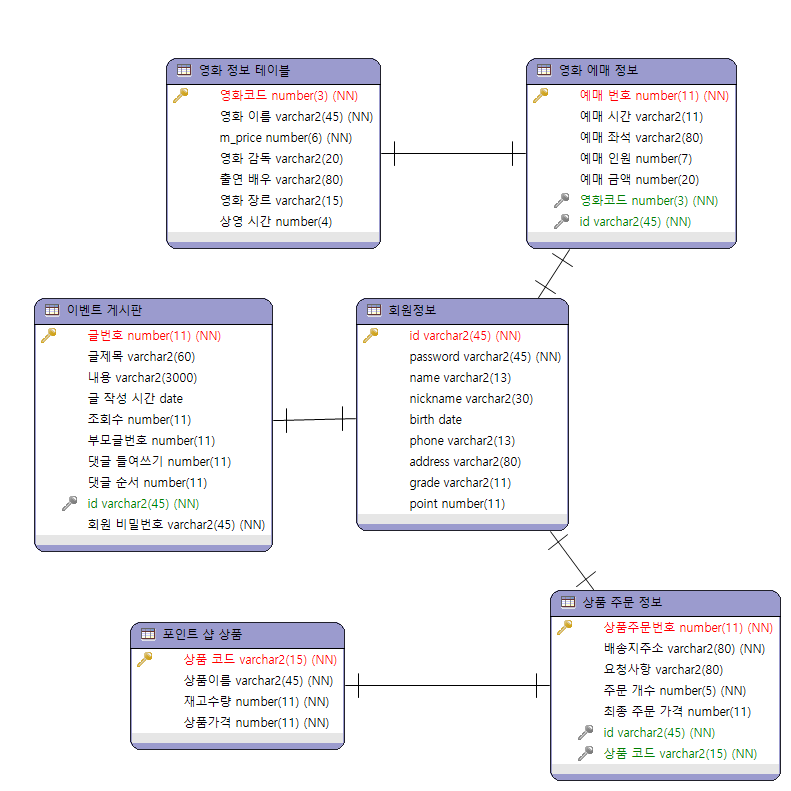 영화 정보 테이블
영화코드 number(3) (NN)
영화 이름 varchar2(45) (NN)
m_price number(6) (NN)
영화 감독 varchar2(20)
출연 배우 varchar2(80)
영화 장르 varchar2(15)
상영 시간 number(4)
영화 에매 정보
예매 번호 number(11) (NN)
예매 시간 varchar2(11)
예매 좌석 varchar2(80)
예매 인원 number(7)
예매 금액 number(20)
영화코드 number(3) (NN)
id varchar2(45) (NN)
이벤트 게시판
글번호 number(11) (NN)
글제목 varchar2(60)
내용 varchar2(3000)
글 작성 시간 date
조회수 number(11)
부모글번호 number(11)
댓글 들여쓰기 number(11)
댓글 순서 number(11)
id varchar2(45) (NN)
회원 비밀번호 varchar2(45) (NN)
회원정보
id varchar2(45) (NN)
password varchar2(45) (NN)
name varchar2(13)
nickname varchar2(30)
birth date
phone varchar2(13)
address varchar2(80)
grade varchar2(11)
point number(11)
포인트 샵 상품
상품 코드 varchar2(15) (NN)
상품이름 varchar2(45) (NN)
재고수량 number(11) (NN)
상품가격 number(11) (NN)
상품 주문 정보
상품주문번호 number(11) (NN)
배송지주소 varchar2(80) (NN)
요청사항 varchar2(80)
주문 개수 number(5) (NN)
최종 주문 가격 number(11)
id varchar2(45) (NN)
상품 코드 varchar2(15) (NN)